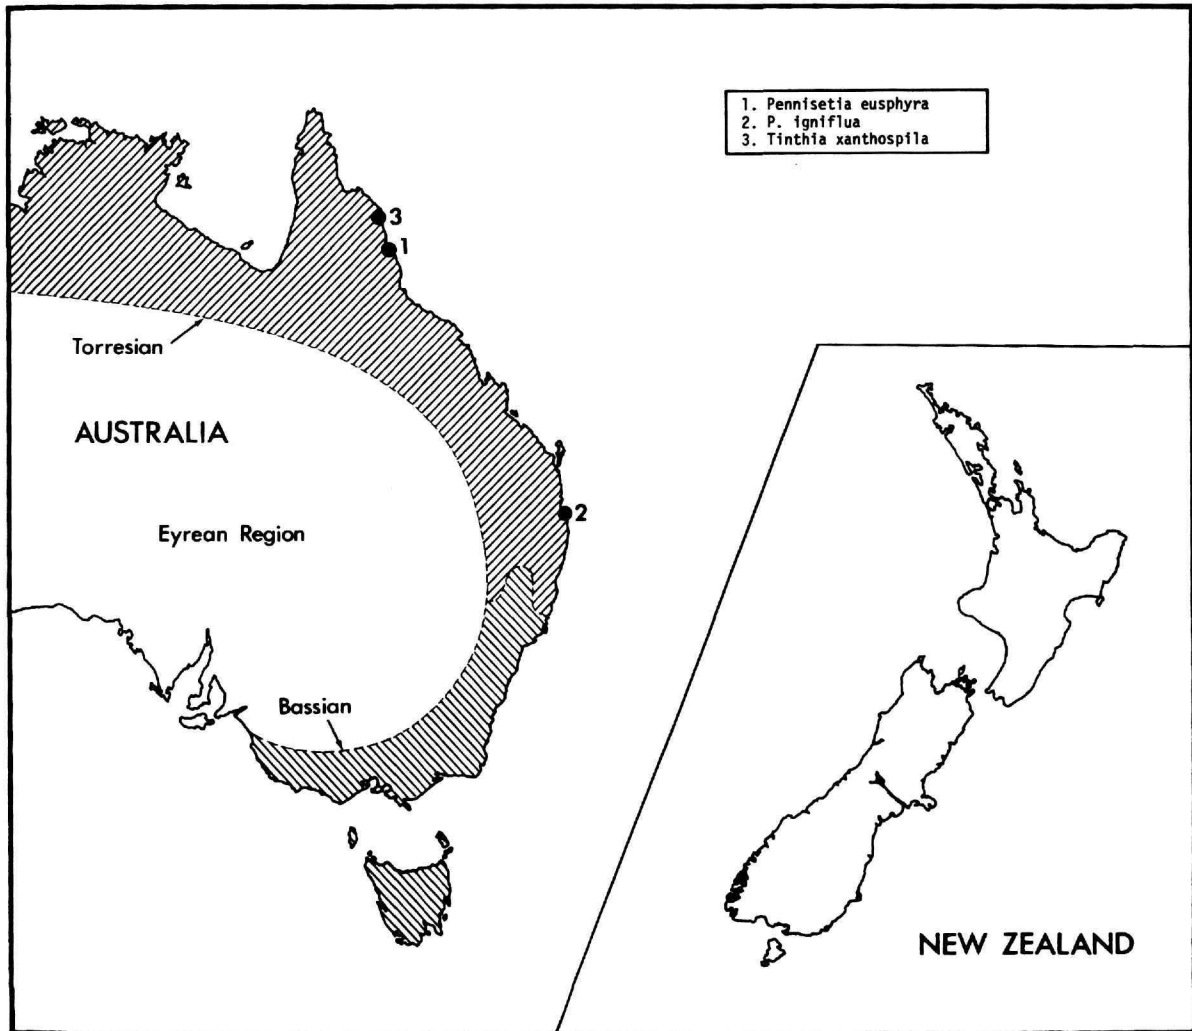 1. Pennisetia eusphyra
2. P. igniflua
3. Tinthia xanthospila
3
1
Torresian
AUSTRALIA
2
Eyrean Region
Bassian
NEW ZEALAND